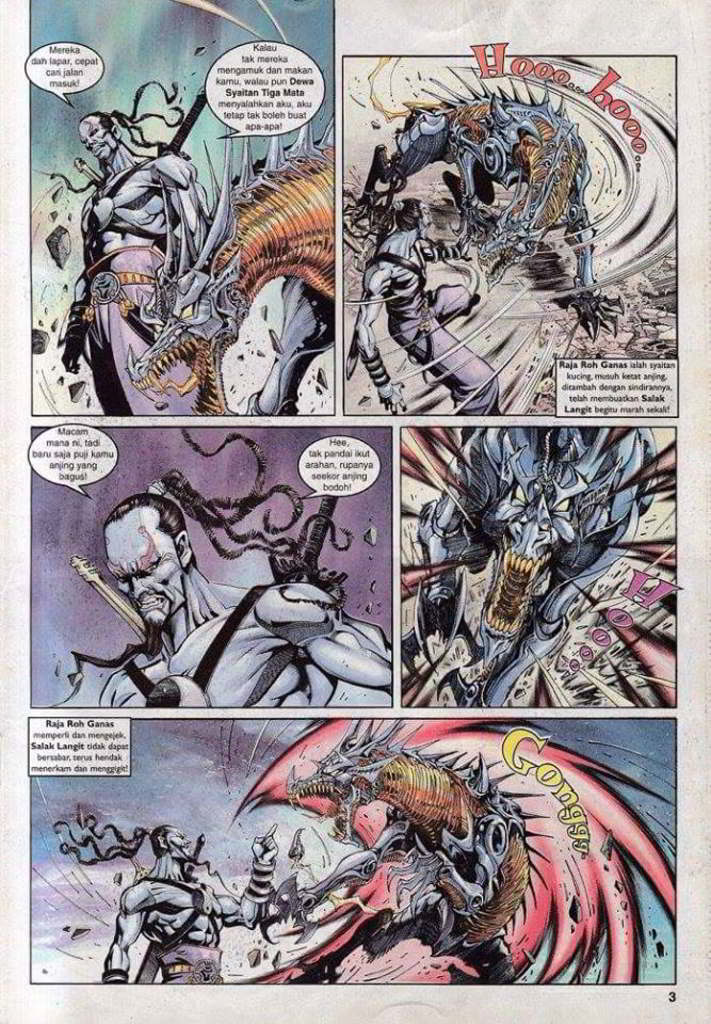 Mereka
dah lapar, cepat
cari jalan
masuk!
Kalau
tak mereka
mengamuk dan makan
kamu, walau pun Dewa
Syaitan Tiga Mata
menyalahkan aku, aku
tetap tak boleh buat
apa-apa!
Hooo...hooo...
Raja Roh Ganas ialah syaitan
kucing, musuh ketat anjing,
ditambah dengan sindirannya,
telah membuatkan Salak
Langit begitu marah sekali!
Macam
mana ni, tadi
baru saja puji kamu
anjing yang
bagus!
Hee,
tak pandai ikut
arahan, rupanya
seekor anjing
bodoh!
Hooo
Raja Roh Ganas
memperli dan mengejek,
Salak Langit tidak dapat
bersabar, terus hendak
menerkam dan menggigit!
Gonggg
3